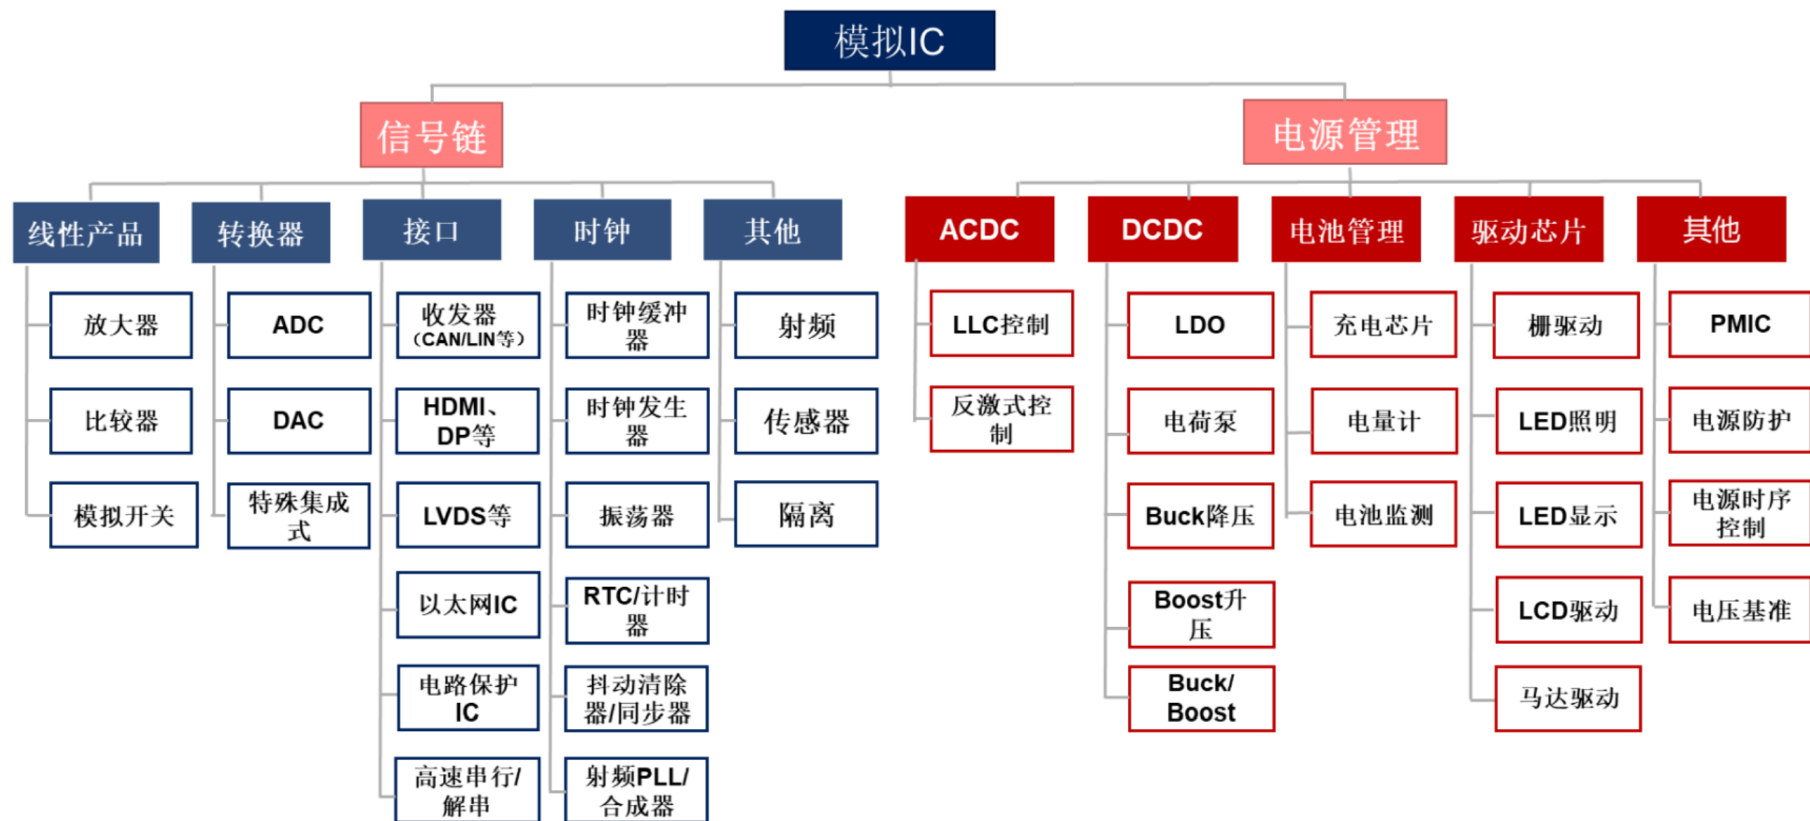 模拟IC
信号链
电源管理
线性产品
转换器
接口
时钟
其他
ACDC
DCDC
电池管理
驱动芯片
其他
放大器
比较器
模拟开关
ADC
DAC
特殊集成
式
收发器
（CAN/LIN等）
HDMI、
DP等
LVDS等
以太网IC
电路保护
IC
高速串行/
解串
时钟缓冲
器
时钟发生
器
振荡器
RTC/计时
器
抖动清除
器/同步器
射频PLL/
合成器
射频
传感器
隔离
LLC控制
反激式控
制
LDO
电荷泵
Buck降压
Boost升
压
Buck/
Boost
充电芯片
电量计
电池监测
栅驱动
LED照明
LED显示
LCD驱动
马达驱动
PMIC
电源防护
电源时序
控制
电压基准